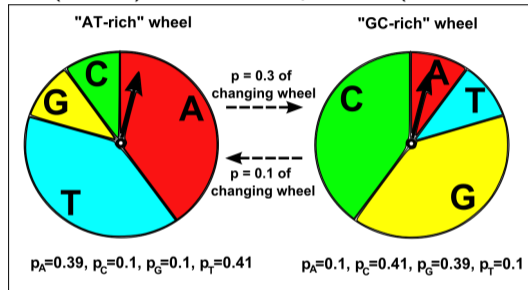 "AT-rich" wheel
"GC-rich" wheel
C
A
G
T
p = 0.3 of
changing wheel
p = 0.1 of
changing wheel
A
C
T
G
pA=0.39, pC=0.1, pG=0.1, pT=0.41
pA=0.1, pC=0.41, pG=0.39, pT=0.1